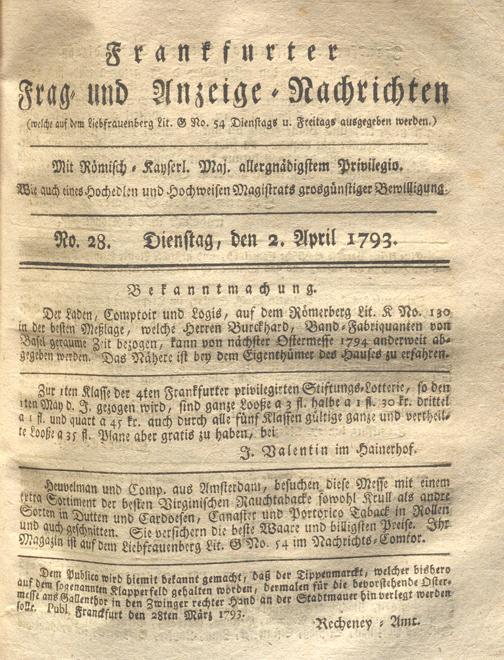 Frankfurter
Frag- und Anzeige-Nachrichten
(welche auf dem Liebfrauenberg Lit. G No. 54 Dienstags u. Freitags ausgegeben werden.)
Mit Römisch-Kayserl. Maj. allergnädigstem Privilegio.
Wie auch eines Hochedlen und Hochweisen Magistrats grosgünstiger Bewilligung.
No. 28. Dienstag, den 2. April 1793.
Bekanntmachung.
Der Laden, Comptoir und Logis, auf dem Römerberg Lit. K No. 130
in der besten Meßlage, welche Herren Burckhard, Band-Fabriquanten von
Basel geraume Zeit bezogen, kann von nächster Ostermesse 1794 anderweit ab-
gegeben werden. Das Nähere ist bey dem Eigenthümer des Hauses zu erfahren.
Zur 1ten Klasse der 4ten Frankfurter privilegirten Stiftungs-Lotterie, so den
1ten May d. J. gezogen wird, sind ganze Looße a 3 fl. halbe a 1 fl. 30 kr. drittel
a 1 fl. und quart a 45 kr. auch durch alle fünf Klassen gültige ganze und vertheil-
te Looße a 35 fl. Plane aber gratis zu haben, bei
J. Valentin im Hainerhof.
Heuvelman und Comp. aus Amsterdam, besuchen diese Messe mit einem
extra Sortiment der besten Virginischen Rauchtabacke sowohl Krull als andre
Sorten in Dutten und Cardoesen, Canaster und Portorico Taback in Rollen
und auch geschnitten. Sie versichern die beste Waare und billigsten Preise. Ihr
Magazin ist auf dem Liebfrauenberg Lit. G No. 54 im Nachrichts-Comtor.
Dem Publico wird hiemit bekannt gemacht, daß der Tippenmarckt, welcher bishero
auf dem sogenannten Klapperfeld gehalten worden, dermalen für die bevorstehende Oster-
messe ans Gallenthor in den Zwinger rechter Hand an der Stadtmauer hin verlegt werden
solle. Publ. Franckfurt den 28ten März 1793.
Recheney-Amt.